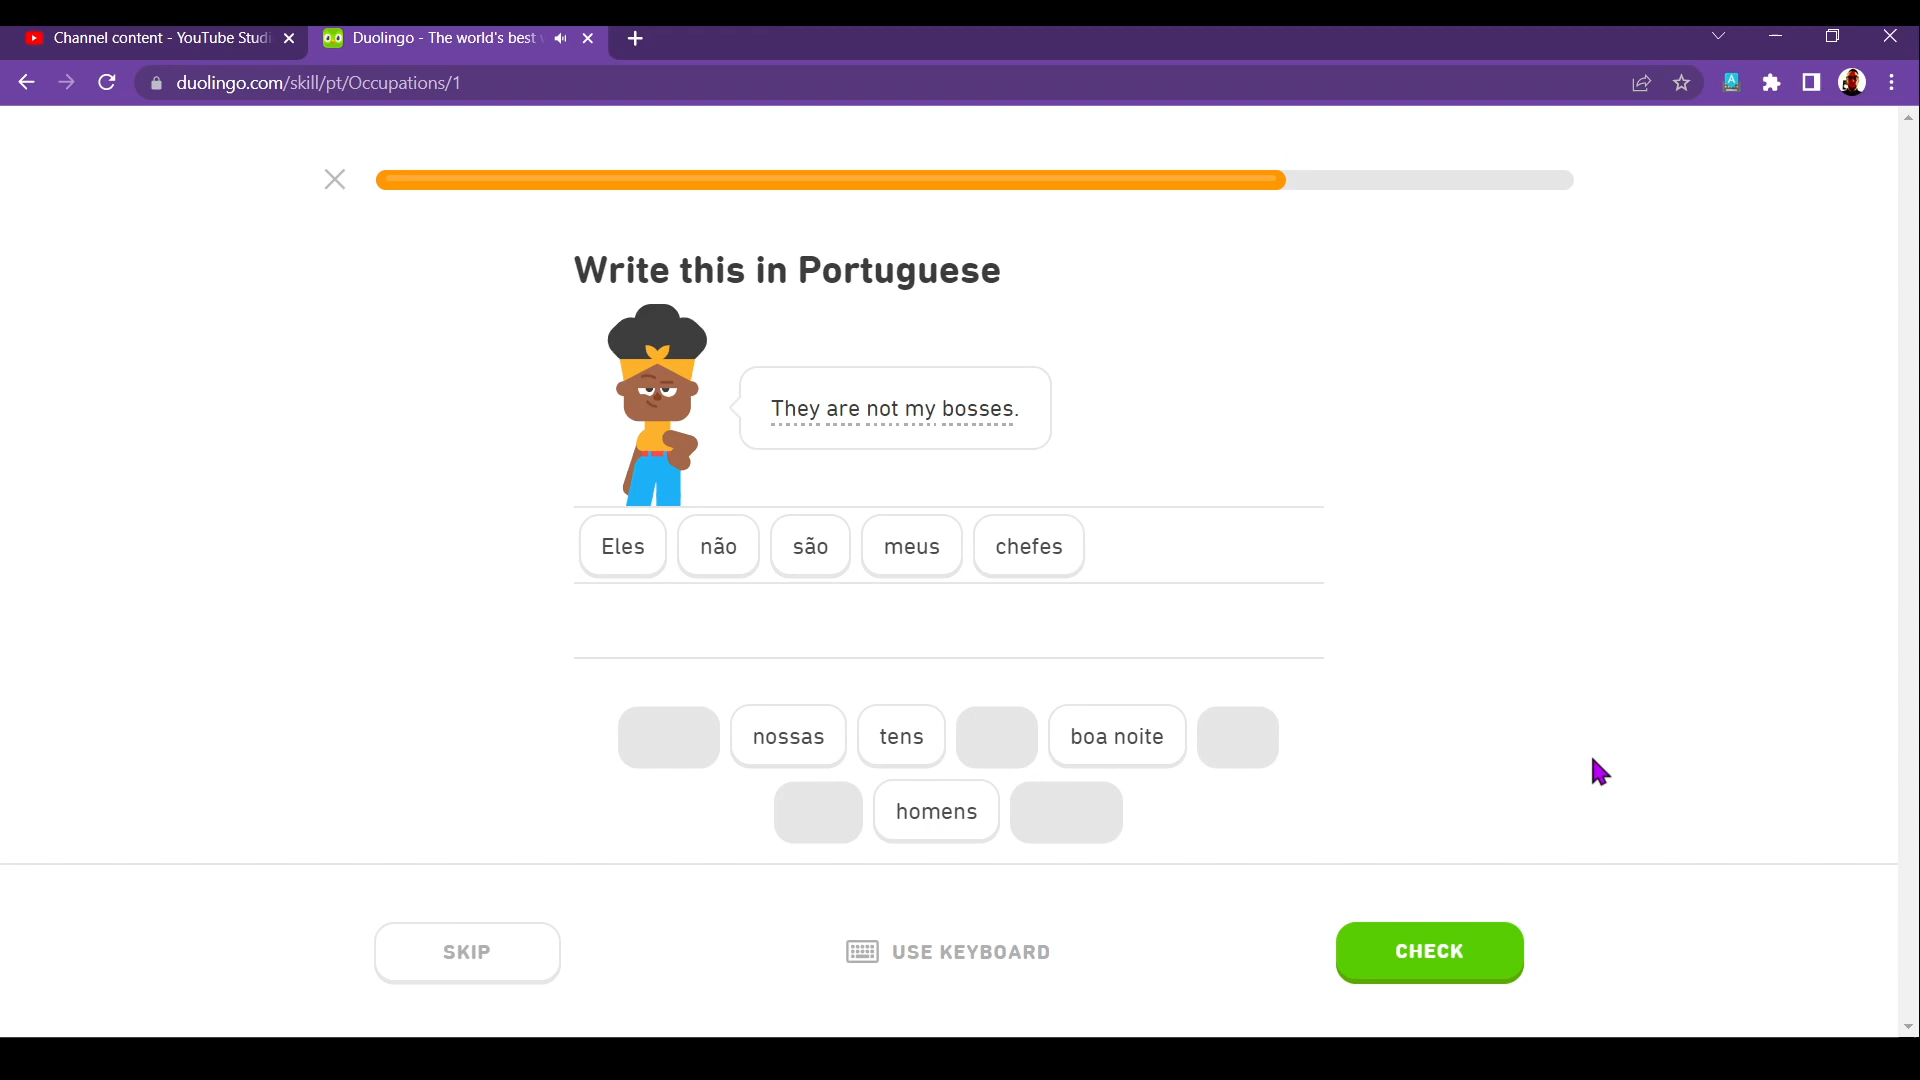 Channel content - YouTube Studi
Duolingo - The world's best
duolingo.com/skill/pt/Occupations/1
Write this in Portuguese
They are not my bosses.
Eles não são meus chefes
nossas tens boa noite
homens
SKIP USE KEYBOARD CHECK